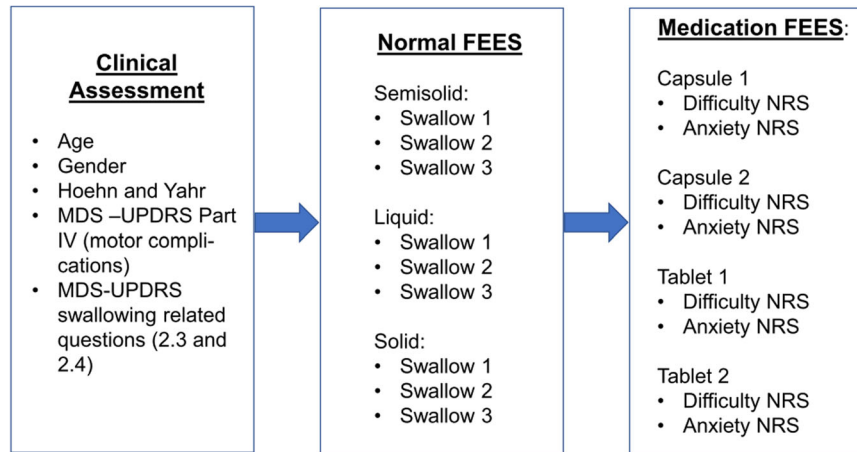 Clinical
Assessment
• Age
• Gender
• Hoehn and Yahr
• MDS –UPDRS Part
IV (motor compli-
cations)
• MDS-UPDRS
swallowing related
questions (2.3 and
2.4)
Normal FEES
Semisolid:
• Swallow 1
• Swallow 2
• Swallow 3
Liquid:
• Swallow 1
• Swallow 2
• Swallow 3
Solid:
• Swallow 1
• Swallow 2
• Swallow 3
Medication FEES:
Capsule 1
• Difficulty NRS
• Anxiety NRS
Capsule 2
• Difficulty NRS
• Anxiety NRS
Tablet 1
• Difficulty NRS
• Anxiety NRS
Tablet 2
• Difficulty NRS
• Anxiety NRS